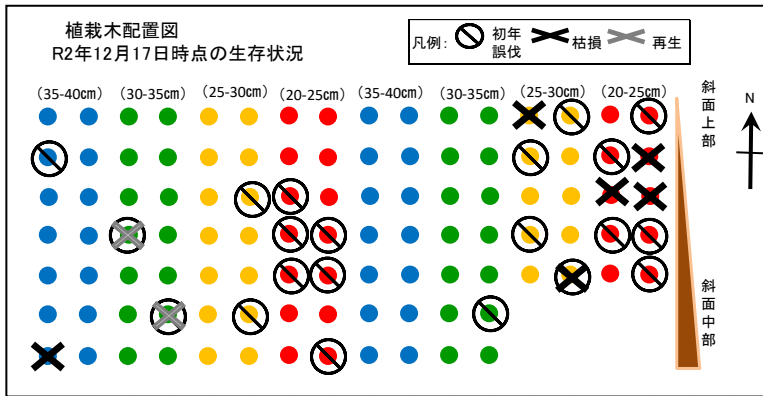 植栽木配置図
R2年12月17日時点の生存状況
凡例: 初年誤伐 枯損 再生
(35-40㎝) (30-35㎝) (25-30㎝) (20-25㎝) (35-40㎝) (30-35㎝) (25-30㎝) (20-25㎝)
斜面上部
N
斜面中部